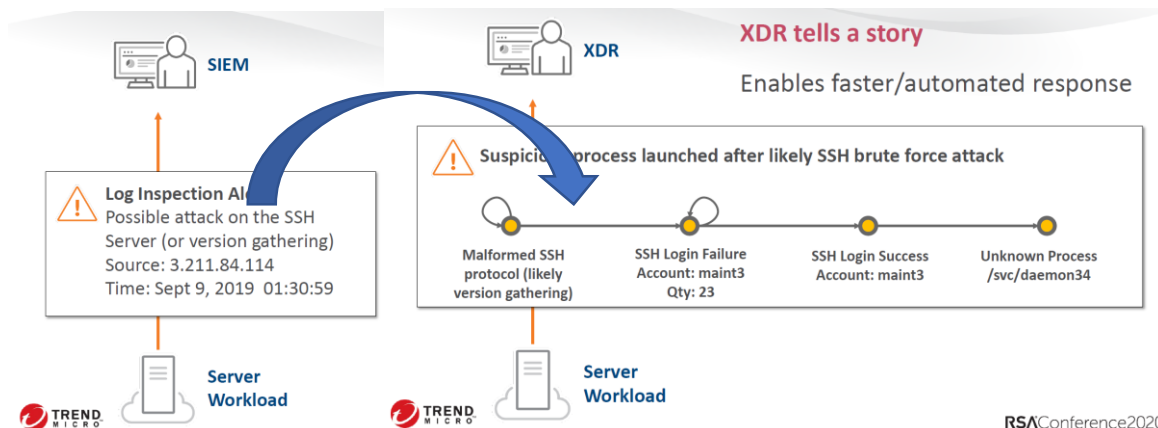 SIEM
Log Inspection
Possible attack on the SSH
Server (or version gathering)
Source: 3.211.84.114
Time: Sept 9, 2019 01:30:59
Server
Workload
TREND
MICRO
XDR
XDR tells a story
Enables faster/automated response
process launched after likely SSH brute force attack
Malformed SSH
protocol (likely
version gathering)
SSH Login Failure
Account: maint3
Qty: 23
SSH Login Success
Account: maint3
Unknown Process
/svc/daemon34
Server
Workload
TREND
MICRO
RSAConference2020